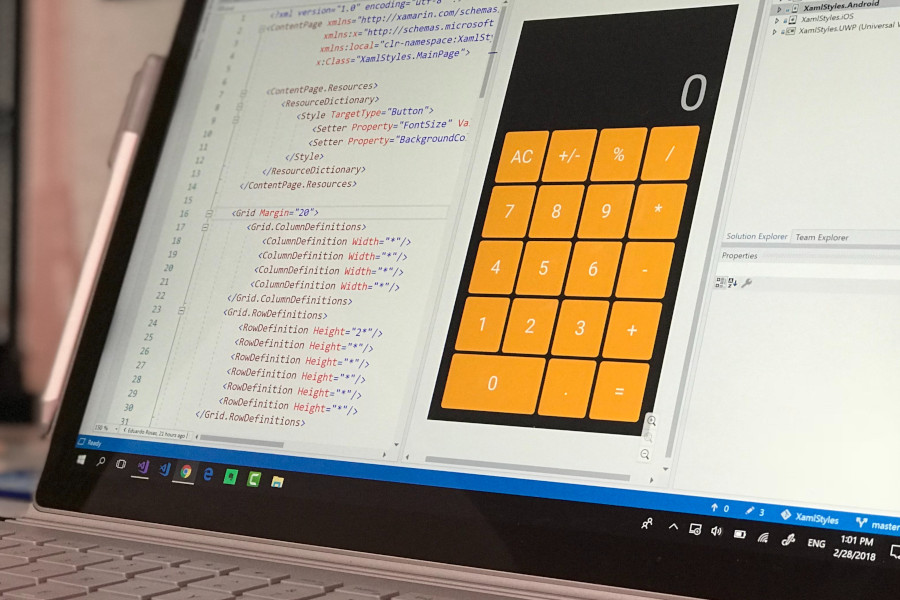 <?xml version="1.0" encoding="utf-8"
<ContentPage xmlns="http://xamarin.com/schemas
xmlns:x="http://schemas.microsoft
xmlns:local="clr-namespace:XamlSty
x:Class="XamlStyles.MainPage">
<ContentPage.Resources>
<ResourceDictionary>
<Style TargetType="Button">
<Setter Property="FontSize" Va
<Setter Property="BackgroundCo
</Style>
</ResourceDictionary>
</ContentPage.Resources>
<Grid Margin="20">
<Grid.ColumnDefinitions>
<ColumnDefinition Width="*"/>
<ColumnDefinition Width="*"/>
<ColumnDefinition Width="*"/>
<ColumnDefinition Width="*"/>
</Grid.ColumnDefinitions>
<Grid.RowDefinitions>
<RowDefinition Height="2*"/>
<RowDefinition Height="*"/>
<RowDefinition Height="*"/>
<RowDefinition Height="*"/>
<RowDefinition Height="*"/>
<RowDefinition Height="*"/>
</Grid.RowDefinitions>
1
2
3
4
5
6
7
8
9
10
11
12
13
14
16
17
18
19
20
21
22
23
24
25
26
27
28
29
30
31
0
AC +/- % /
7 8 9 *
4 5 6 -
1 2 3 +
0 . =
XamlStyles.Android
XamlStyles.iOS
XamlStyles.UWP (Universal
Solution Explorer Team Explorer
Properties
Eduardo Rosas, 21 hours ago
Ready
0 3 XamlStyles master
ENG 1:01 PM
2/28/2018